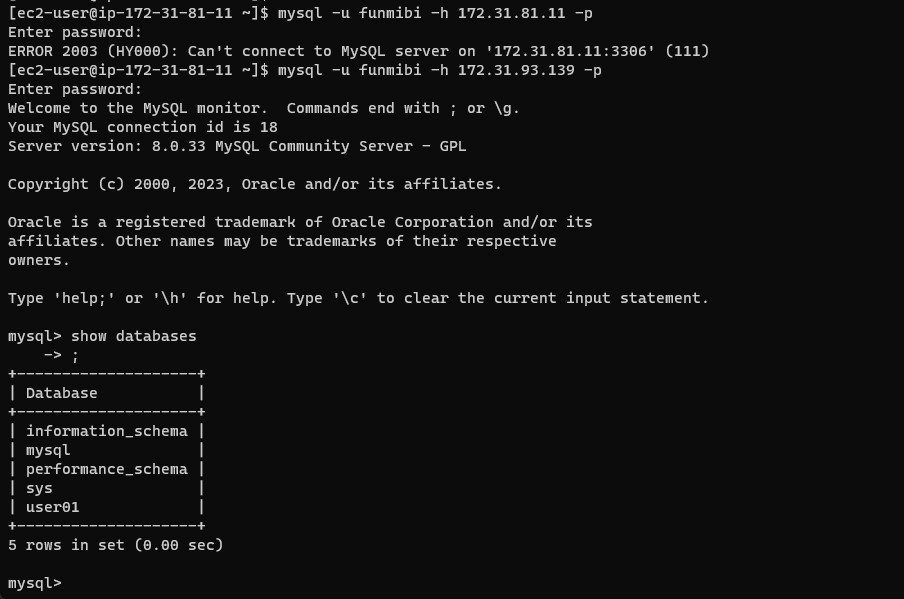 [ec2-user@ip-172-31-81-11 ~]$ mysql -u funmibi -h 172.31.81.11 -p
Enter password:
ERROR 2003 (HY000): Can't connect to MySQL server on '172.31.81.11:3306' (111)
[ec2-user@ip-172-31-81-11 ~]$ mysql -u funmibi -h 172.31.93.139 -p
Enter password:
Welcome to the MySQL monitor.  Commands end with ; or \g.
Your MySQL connection id is 18
Server version: 8.0.33 MySQL Community Server - GPL

Copyright (c) 2000, 2023, Oracle and/or its affiliates.

Oracle is a registered trademark of Oracle Corporation and/or its
affiliates. Other names may be trademarks of their respective
owners.

Type 'help;' or '\h' for help. Type '\c' to clear the current input statement.

mysql> show databases
    -> ;
+--------------------+
| Database           |
+--------------------+
| information_schema |
| mysql              |
| performance_schema |
| sys                |
| user01             |
+--------------------+
5 rows in set (0.00 sec)

mysql>